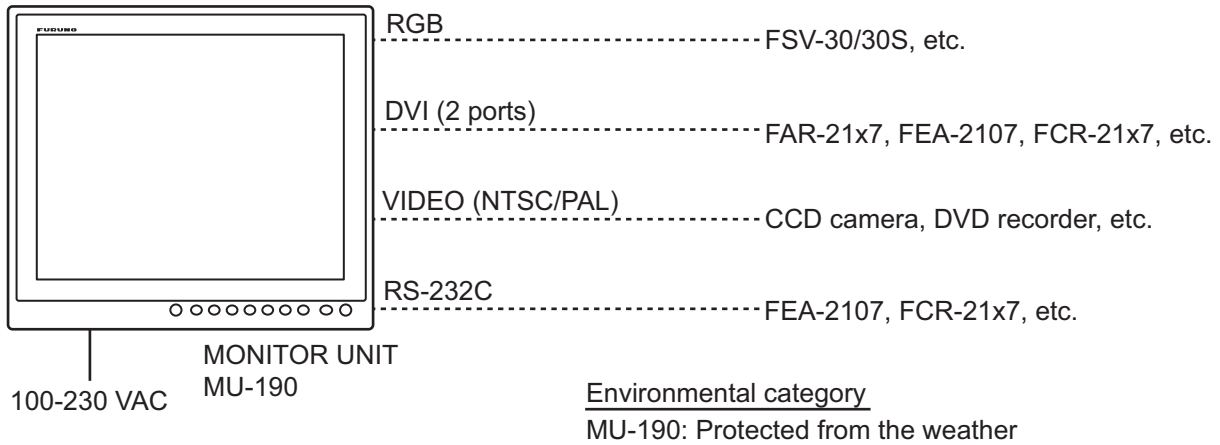 FURUNO
RGB
FSV-30/30S, etc.
DVI (2 ports)
FAR-21x7, FEA-2107, FCR-21x7, etc.
VIDEO (NTSC/PAL)
CCD camera, DVD recorder, etc.
RS-232C
FEA-2107, FCR-21x7, etc.
MONITOR UNIT
MU-190
100-230 VAC
Environmental category
MU-190: Protected from the weather